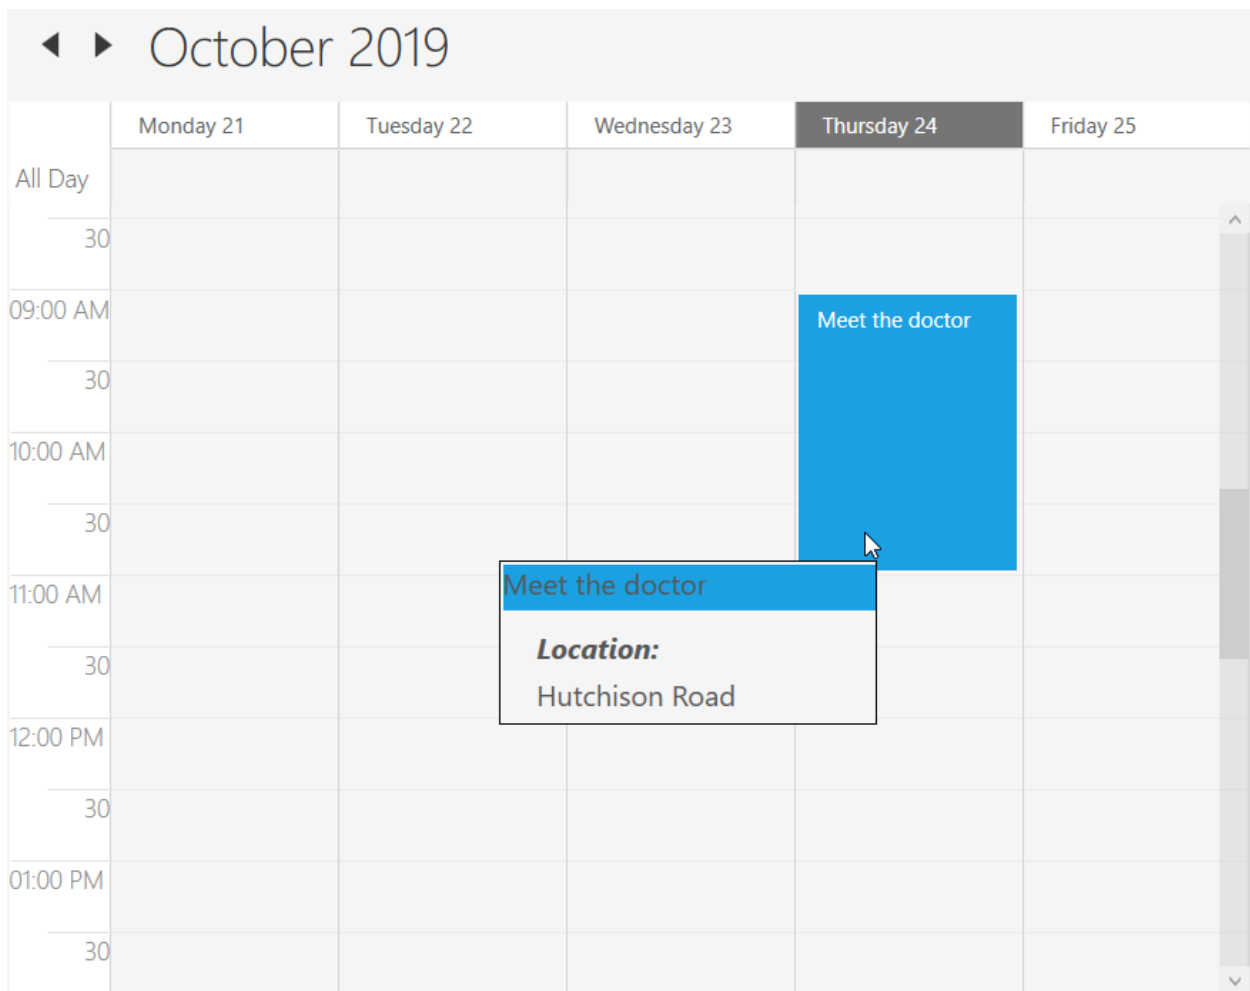 October 2019
Monday 21 Tuesday 22 Wednesday 23 Thursday 24 Friday 25
All Day
30
09:00 AM
Meet the doctor
30
10:00 AM
30
11:00 AM
Meet the doctor
Location:
30
Hutchison Road
12:00 PM
30
01:00 PM
30